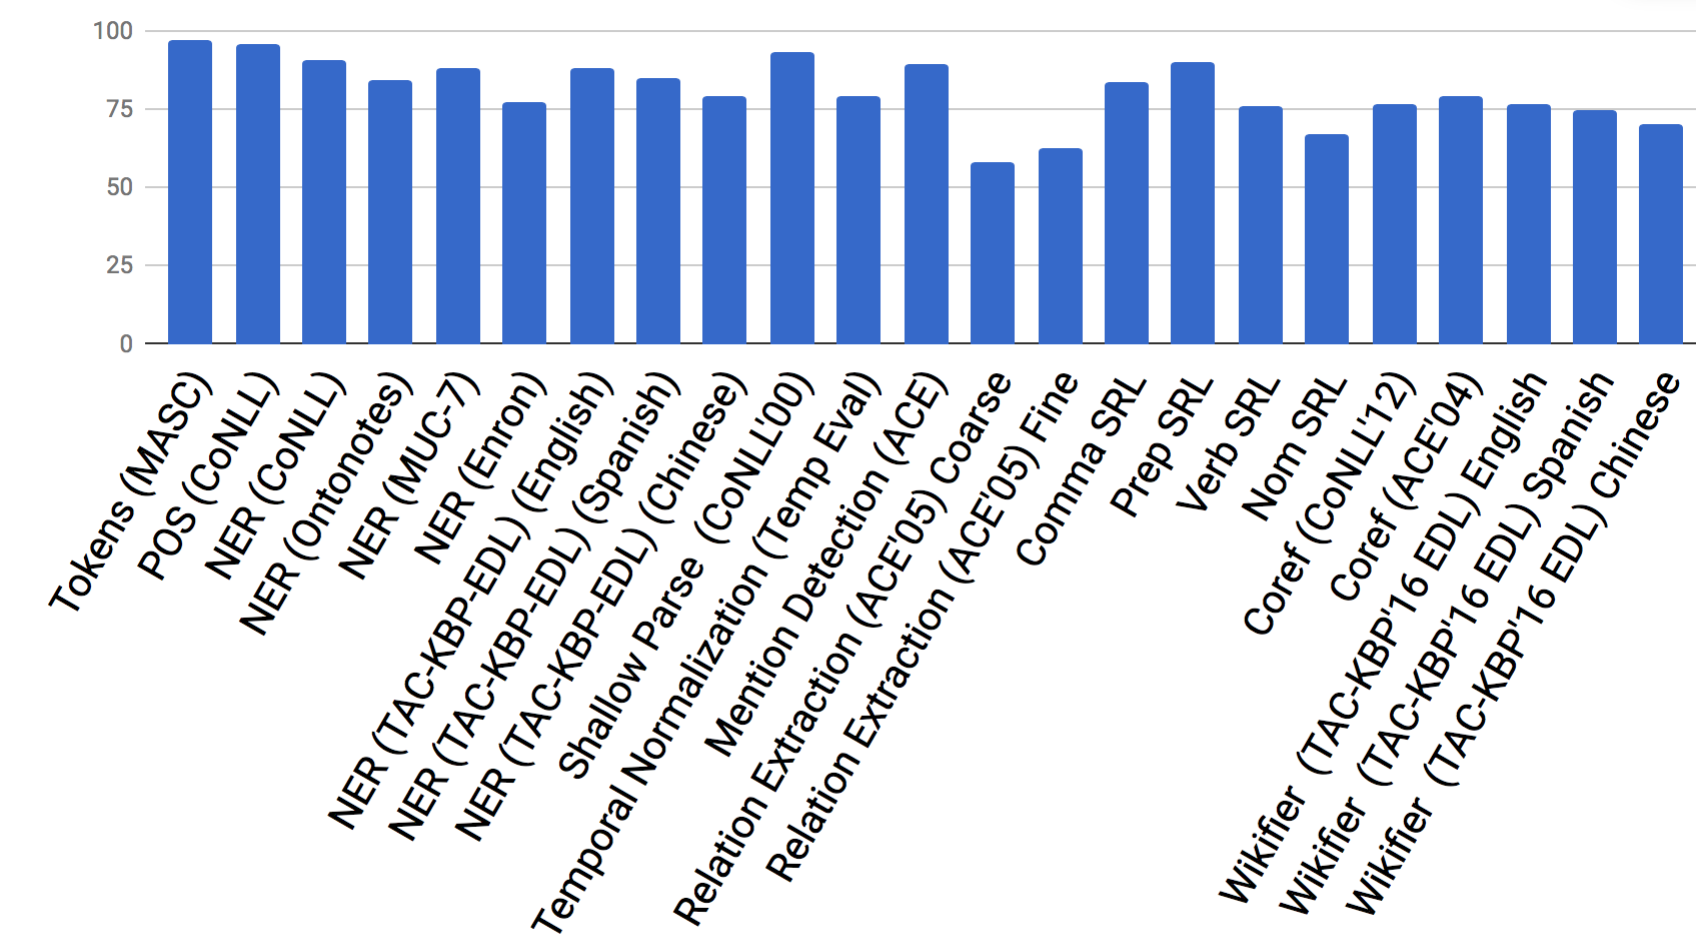 100
75
50
25
0
Tokens (MASC)
POS (CoNLL)
NER (CoNLL)
NER (Ontonotes)
NER (MUC-7)
NER (Enron)
NER (TAC-KBP-EDL) (English)
NER (TAC-KBP-EDL) (Spanish)
NER (TAC-KBP-EDL) (Chinese)
Shallow Parse (CoNLL'00)
Temporal Normalization (Temp Eval)
Mention Detection (ACE)
Relation Extraction (ACE'05) Coarse
Relation Extraction (ACE'05) Fine
Comma SRL
Prep SRL
Verb SRL
Nom SRL
Coref (CoNLL'12)
Coref (ACE'04)
Wikifier (TAC-KBP'16 EDL) English
Wikifier (TAC-KBP'16 EDL) Spanish
Wikifier (TAC-KBP'16 EDL) Chinese